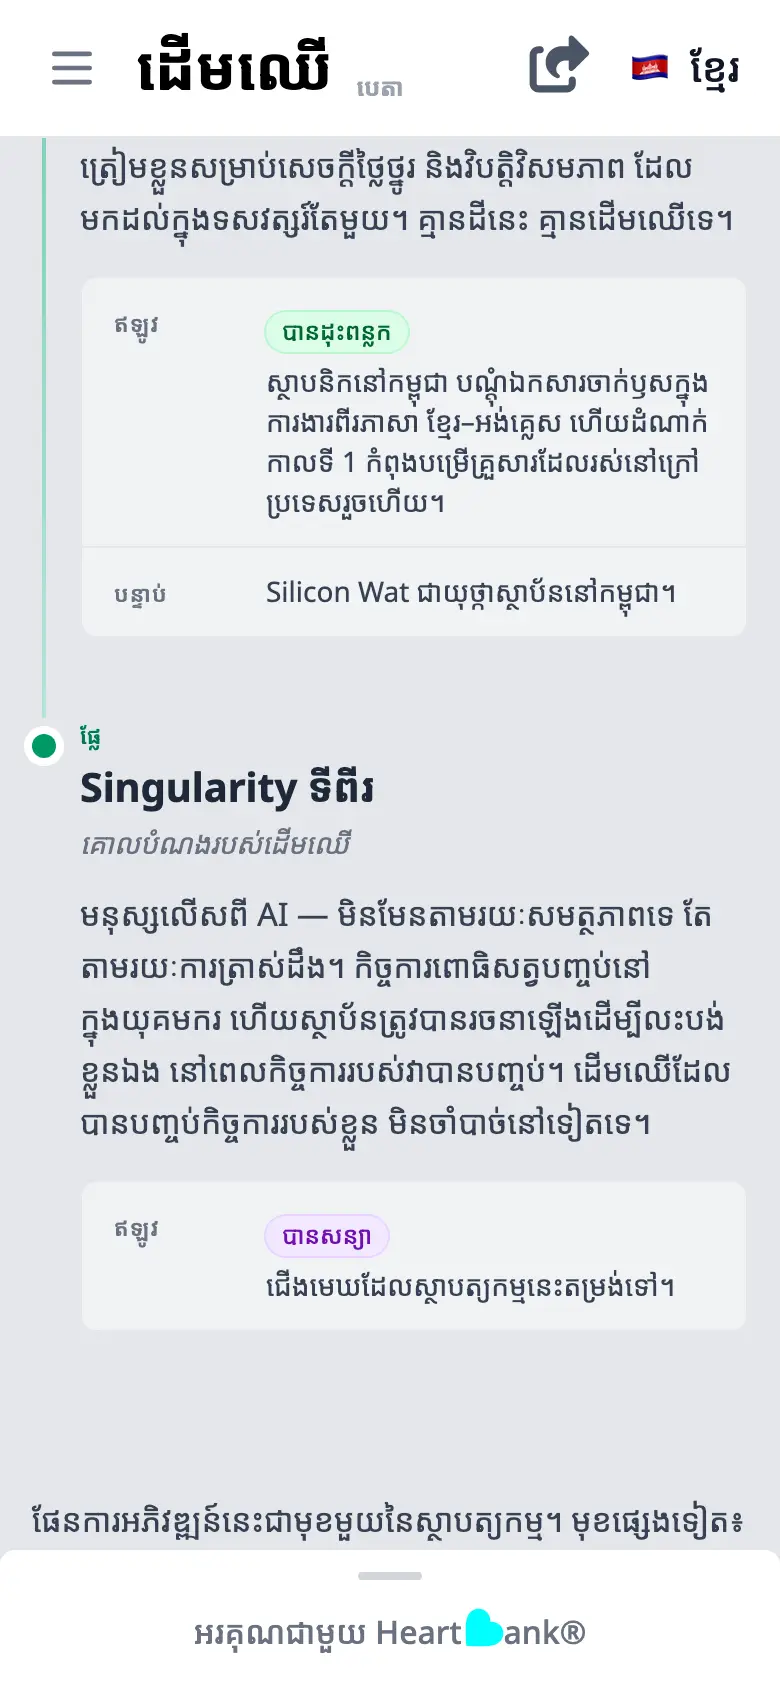 ដើមឈើ បេតា
ខ្មែរ
ត្រៀមខ្លួនសម្រាប់សេចក្ដីថ្លៃថ្នូរ និងវិបត្តិវិសមភាព ដែល
មកដល់ក្នុងទសវត្សរ៍តែមួយ។ គ្មានដីនេះ គ្មានដើមឈើទេ។
ឥឡូវ
បានដុះពន្លក
ស្ថាបនិកនៅកម្ពុជា បណ្ដុំឯកសារចាក់ឫសក្នុង
ការងារពីរភាសា ខ្មែរ–អង់គ្លេស ហើយដំណាក់
កាលទី 1 កំពុងបម្រើគ្រួសារដែលរស់នៅក្រៅ
ប្រទេសរួចហើយ។
បន្ទាប់
Silicon Wat ជាយុថ្កាស្ថាប័ននៅកម្ពុជា។
ផ្លែ
Singularity ទីពីរ
គោលបំណងរបស់ដើមឈើ
មនុស្សលើសពី AI — មិនមែនតាមរយៈសមត្ថភាពទេ តែ
តាមរយៈការត្រាស់ដឹង។ កិច្ចការពោធិសត្វបញ្ចប់នៅ
ក្នុងយុគមករ ហើយស្ថាប័នត្រូវបានរចនាឡើងដើម្បីលះបង់
ខ្លួនឯង នៅពេលកិច្ចការរបស់វាបានបញ្ចប់។ ដើមឈើដែល
បានបញ្ចប់កិច្ចការរបស់ខ្លួន មិនចាំបាច់នៅទៀតទេ។
ឥឡូវ
បានសន្យា
ជើងមេឃដែលស្ថាបត្យកម្មនេះតម្រង់ទៅ។
ផែនការអភិវឌ្ឍន៍នេះជាមុខមួយនៃស្ថាបត្យកម្ម។ មុខផ្សេងទៀត៖
អរគុណជាមួយ Heartbank®